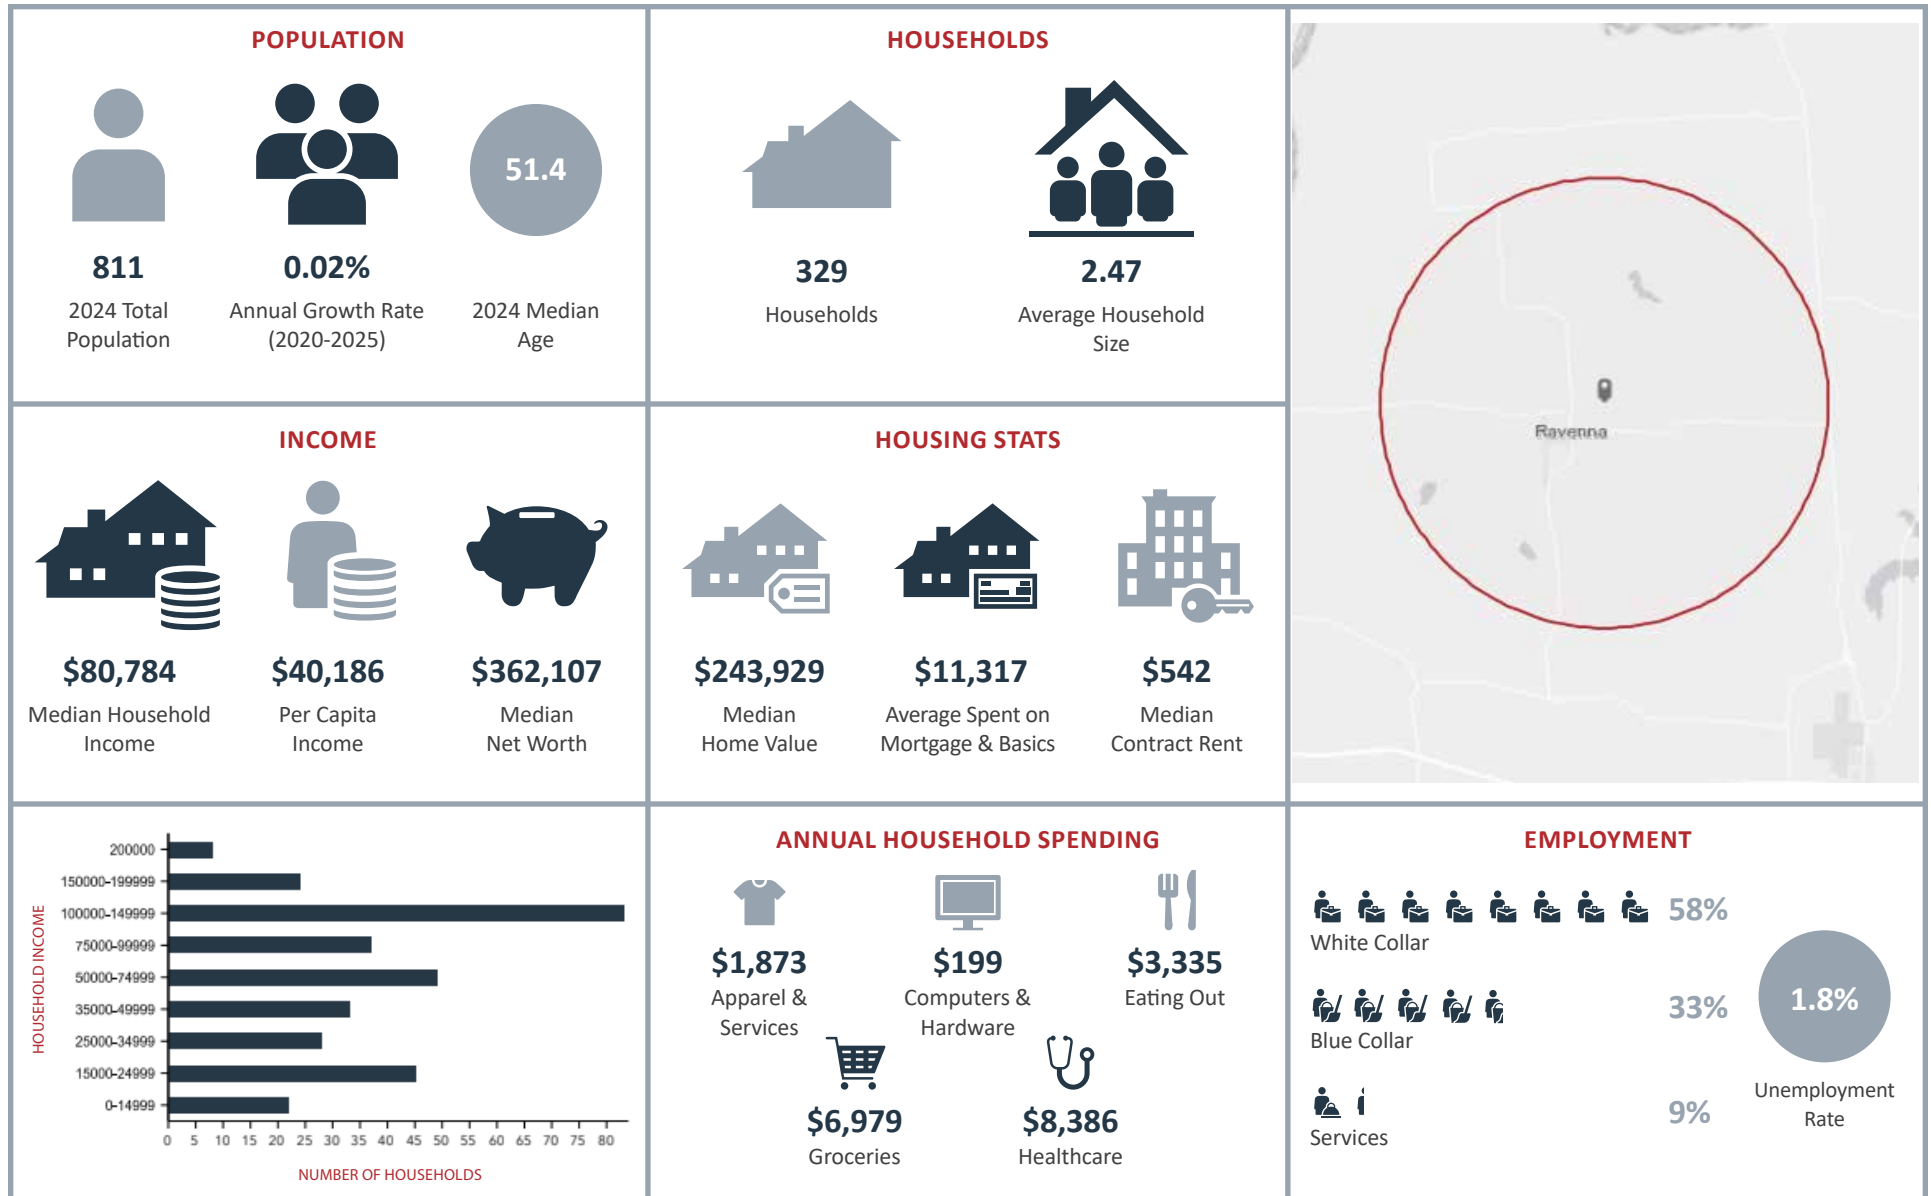 POPULATION
51.4
811
2024 Total
Population
0.02%
Annual Growth Rate
(2020-2025)
2024 Median
Age
HOUSEHOLDS
329
Households
2.47
Average Household
Size
Ravenna
INCOME
$80,784
Median Household
Income
$40,186
Per Capita
Income
$362,107
Median
Net Worth
HOUSING STATS
$243,929
Median
Home Value
$11,317
Average Spent on
Mortgage & Basics
$542
Median
Contract Rent
HOUSEHOLD INCOME
200000
150000-199999
100000-149999
75000-99999
50000-74999
35000-49999
25000-34999
15000-24999
0-14999
0 5 10 15 20 25 30 35 40 45 50 55 60 65 70 75 80
NUMBER OF HOUSEHOLDS
ANNUAL HOUSEHOLD SPENDING
$1,873
Apparel &
Services
$199
Computers &
Hardware
$3,335
Eating Out
$6,979
Groceries
$8,386
Healthcare
EMPLOYMENT
58%
White Collar
33%
Blue Collar
9%
Services
1.8%
Unemployment
Rate